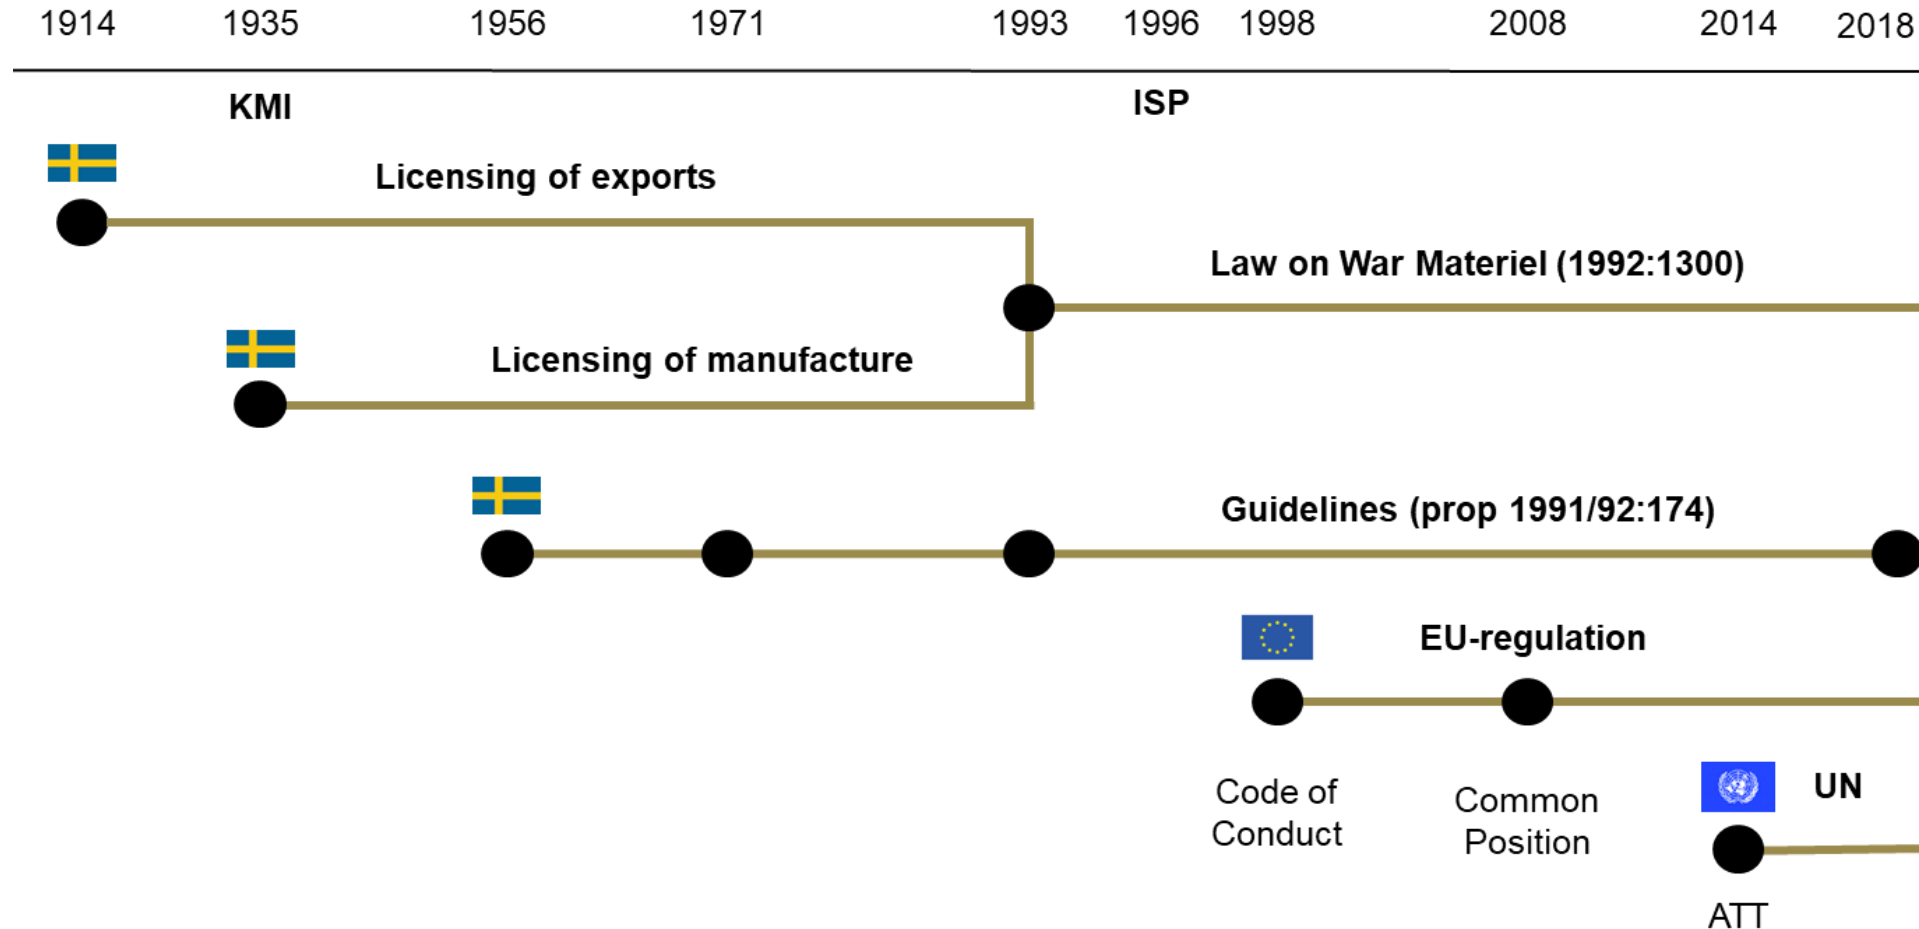 1914 1935 1956 1971 1993 1996 1998 2008 2014 2018
KMI ISP
Licensing of exports
Law on War Materiel (1992:1300)
Licensing of manufacture
Guidelines (prop 1991/92:174)
EU-regulation
Code of
Conduct
Common
Position
UN
ATT